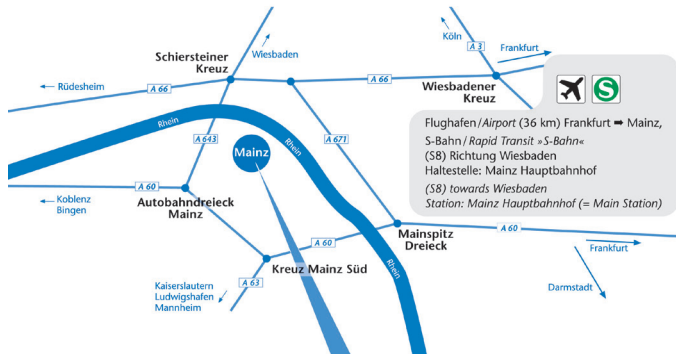 Köln
A 3
Frankfurt
Schiersteiner
Kreuz
Wiesbaden
Rüdesheim
A 66
A 66
Wiesbadener
Kreuz
S
Flughafen/Airport (36 km) Frankfurt ➡ Mainz,
S-Bahn/Rapid Transit »S-Bahn«
(S8) Richtung Wiesbaden
Haltestelle: Mainz Hauptbahnhof
(S8) towards Wiesbaden
Station: Mainz Hauptbahnhof (= Main Station)
Rhein
A 643
Mainz
Rhein
A 671
A 60
Koblenz
Bingen
Autobahndreieck
Mainz
Mainspitz
Dreieck
A 60
A 60
Rhein
Frankfurt
Kreuz Mainz Süd
A 63
Kaiserslautern
Ludwigshafen
Mannheim
Darmstadt
Rhein